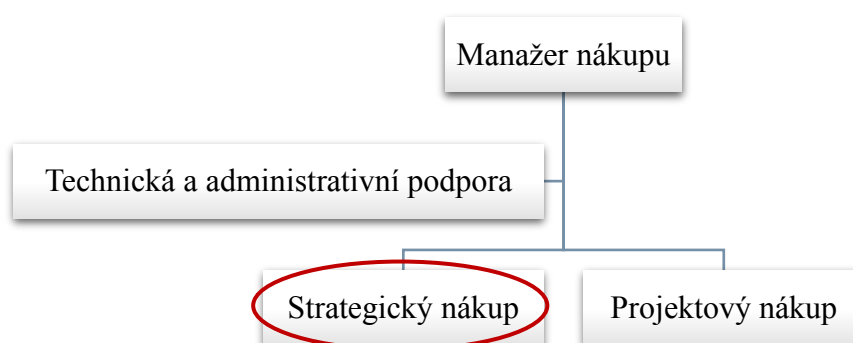 Manažer nákupu
Technická a administrativní podpora
Strategický nákup
Projektový nákup